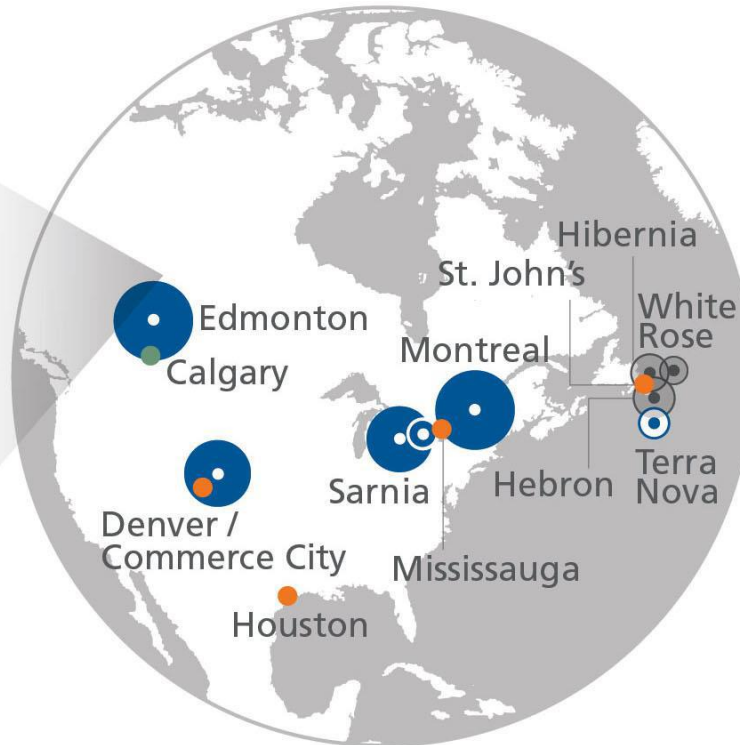 Hibernia
St. John's
White
Rose
Edmonton
Montreal
Calgary
Sarnia
Hebron
Terra
Nova
Denver /
Commerce City
Mississauga
Houston